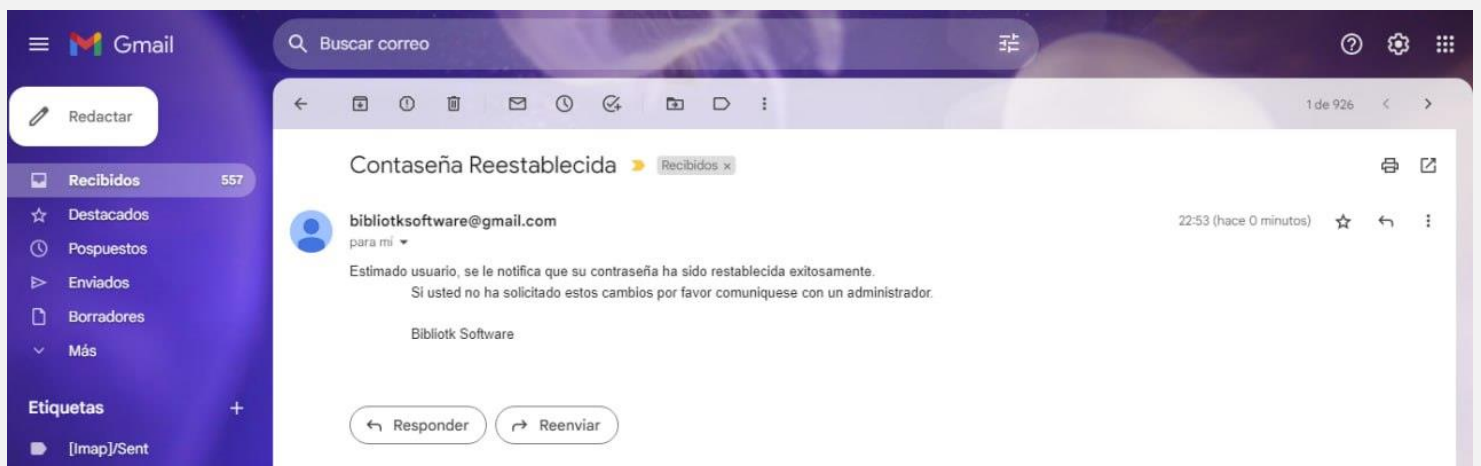 Gmail
Buscar correo
Redactar
1 de 926
Contaseña Reestablecida Recibidos x
Recibidos 557
Destacados
Pospuestos
Enviados
Borradores
Más
Etiquetas +
[Imap]/Sent
bibliotksoftware@gmail.com 22:53 (hace 0 minutos)
para mí
Estimado usuario, se le notifica que su contraseña ha sido restablecida exitosamente.
Si usted no ha solicitado estos cambios por favor comuniquese con un administrador.
Bibliotk Software
Responder Reenviar